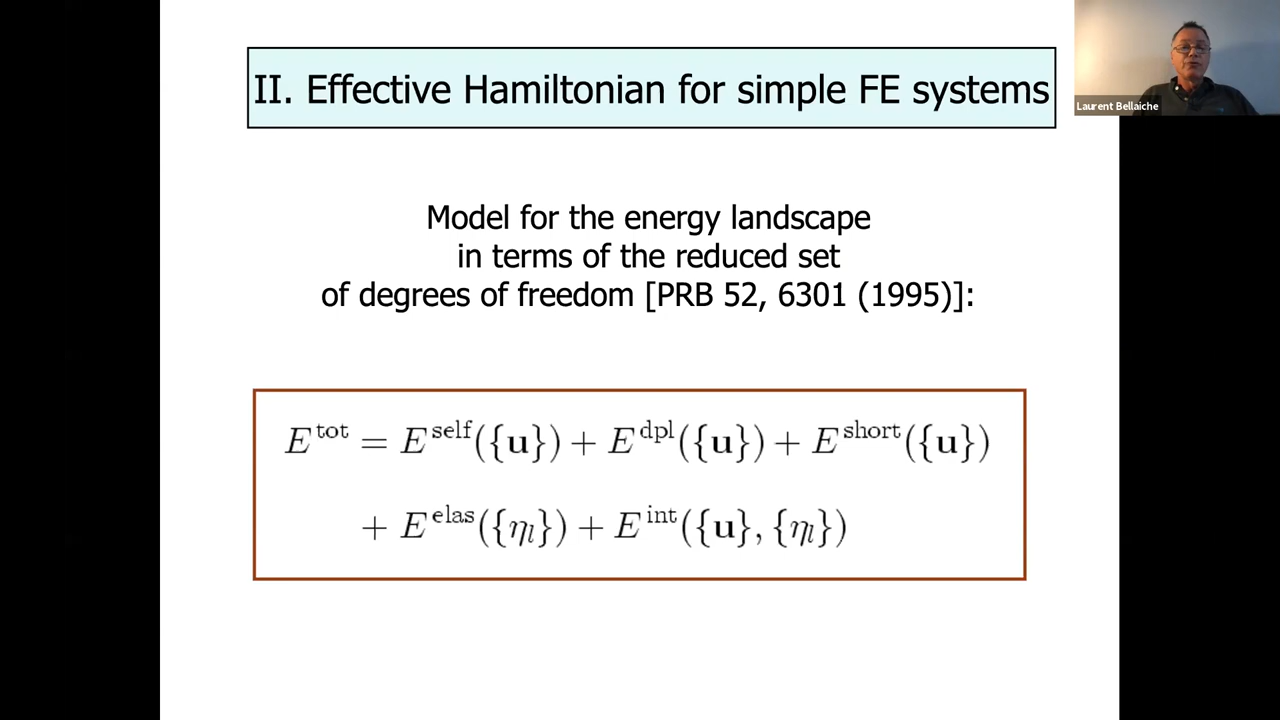 II. Effective Hamiltonian for simple FE systems
Laurent Bellaiche
Model for the energy landscape
in terms of the reduced set
of degrees of freedom [PRB 52, 6301 (1995)]:
E^tot = E^self({u}) + E^dpl({u}) + E^short({u})
+ E^elas({η_l}) + E^int({u}, {η_l})